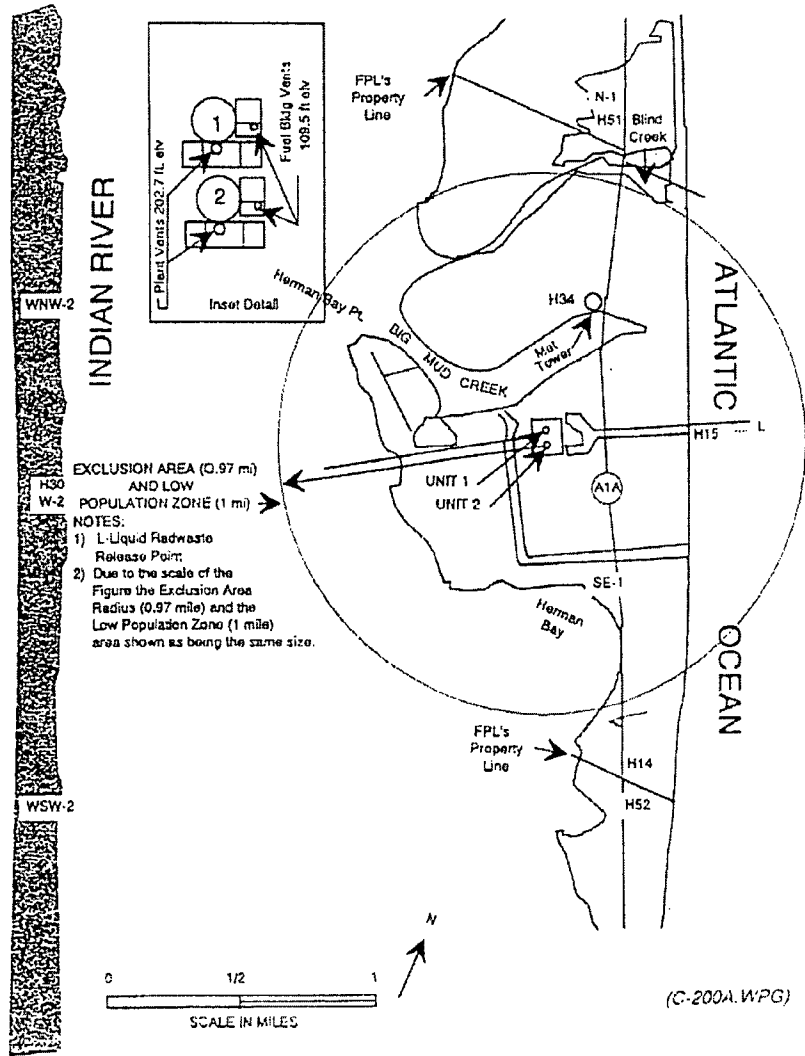 FPL's
Property
Line
N-1
H51
Blind
Creek
1
2
Plant Vents 202.7 ft. elv
Fuel Bldg Vents
109.5 ft elv
Inset Detail
INDIAN RIVER
WNW-2
Herman Bay Pt.
BIG MUD CREEK
H34
Met
Tower
ATLANTIC
OCEAN
H15
L
H30
W-2
EXCLUSION AREA (0.97 mi)
AND LOW
POPULATION ZONE (1 mi)
UNIT 1
UNIT 2
A1A
NOTES:
1) L-Liquid Radwaste
Release Point
2) Due to the scale of the
Figure the Exclusion Area
Radius (0.97 mile) and the
Low Population Zone (1 mile)
area shown as being the same size.
SE-1
Herman
Bay
FPL's
Property
Line
H14
H52
WSW-2
N
0
1/2
1
SCALE IN MILES
(C-200A.WPG)